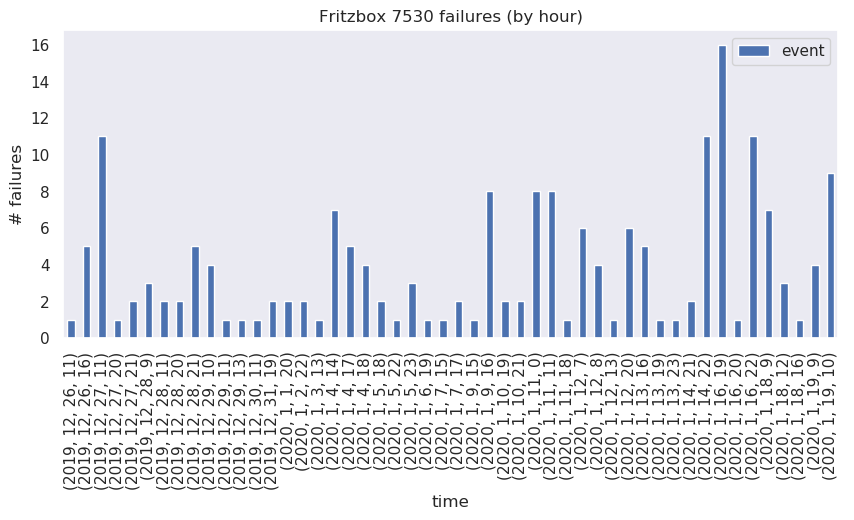 Fritzbox 7530 failures (by hour)
event
# failures
16
14
12
10
8
6
4
2
0
(2019, 12, 26, 11)
(2019, 12, 26, 16)
(2019, 12, 27, 11)
(2019, 12, 27, 20)
(2019, 12, 27, 21)
(2019, 12, 28, 9)
(2019, 12, 28, 11)
(2019, 12, 28, 20)
(2019, 12, 28, 21)
(2019, 12, 29, 10)
(2019, 12, 29, 11)
(2019, 12, 29, 13)
(2019, 12, 30, 11)
(2019, 12, 31, 19)
(2020, 1, 1, 20)
(2020, 1, 2, 22)
(2020, 1, 3, 13)
(2020, 1, 4, 14)
(2020, 1, 4, 17)
(2020, 1, 4, 18)
(2020, 1, 5, 18)
(2020, 1, 5, 22)
(2020, 1, 5, 23)
(2020, 1, 6, 19)
(2020, 1, 7, 15)
(2020, 1, 7, 17)
(2020, 1, 9, 15)
(2020, 1, 9, 16)
(2020, 1, 10, 19)
(2020, 1, 10, 21)
(2020, 1, 11, 0)
(2020, 1, 11, 11)
(2020, 1, 11, 18)
(2020, 1, 12, 7)
(2020, 1, 12, 8)
(2020, 1, 12, 13)
(2020, 1, 12, 20)
(2020, 1, 13, 16)
(2020, 1, 13, 19)
(2020, 1, 13, 23)
(2020, 1, 14, 21)
(2020, 1, 14, 22)
(2020, 1, 16, 19)
(2020, 1, 16, 20)
(2020, 1, 16, 22)
(2020, 1, 18, 9)
(2020, 1, 18, 12)
(2020, 1, 18, 16)
(2020, 1, 19, 9)
(2020, 1, 19, 10)
time